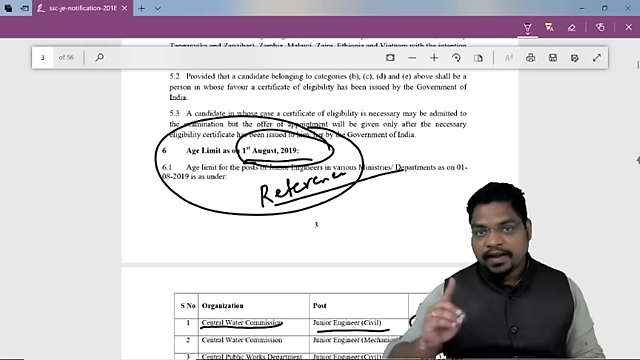 ssc-je-notification-2018
3 of 56
Tanganyika and Zanzibar), Zambia, Malawi, Zaire, Ethiopia and Vietnam with the intention
5.2 Provided that a candidate belonging to categories (b), (c), (d) and (e) above shall be a
person in whose favour a certificate of eligibility has been issued by the Government of
India.
5.3 A candidate in whose case a certificate of eligibility is necessary may be admitted to
the examination but the offer of appointment will be given only after the necessary
eligibility certificate has been issued to him/her by the Government of India.
6 Age Limit as on 1st August, 2019:
6.1 Age limit for the posts of Junior Engineers in various Ministries/ Departments as on 01-
08-2019 is as under:
Reference
3
S No Organization Post
1 Central Water Commission Junior Engineer (Civil)
2 Central Water Commission Junior Engineer (Mechanical)
3 Central Public Works Department Junior Engineer (Civil)